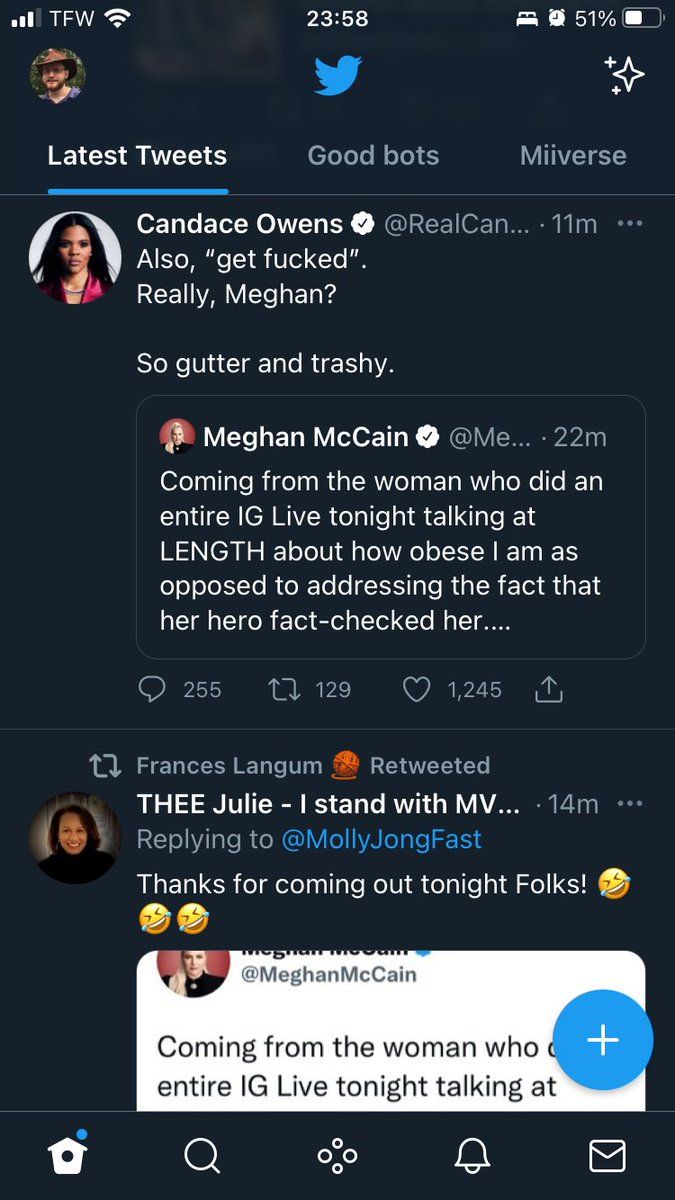 TFW 23:58 51%
Latest Tweets Good bots Miiverse
Candace Owens @RealCan... · 11m ...
Also, “get fucked”.
Really, Meghan?
So gutter and trashy.
Meghan McCain @Me... · 22m
Coming from the woman who did an
entire IG Live tonight talking at
LENGTH about how obese I am as
opposed to addressing the fact that
her hero fact-checked her....
255 129 1,245
Frances Langum 🧶 Retweeted
THEE Julie - I stand with MV... · 14m ...
Replying to @MollyJongFast
Thanks for coming out tonight Folks! 🤣
🤣🤣
Meghan McCain
@MeghanMcCain
Coming from the woman who
entire IG Live tonight talking at